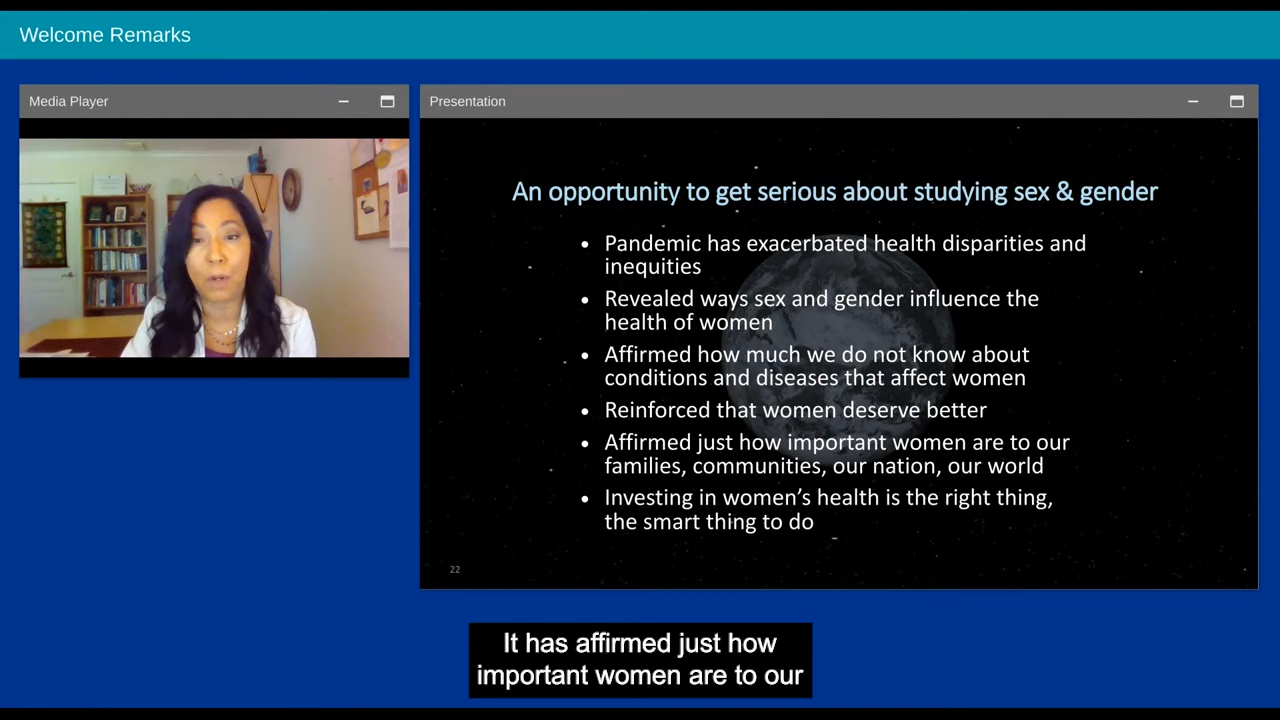 Welcome Remarks
Media Player
Presentation
An opportunity to get serious about studying sex & gender
• Pandemic has exacerbated health disparities and
inequities
• Revealed ways sex and gender influence the
health of women
• Affirmed how much we do not know about
conditions and diseases that affect women
• Reinforced that women deserve better
• Affirmed just how important women are to our
families, communities, our nation, our world
• Investing in women’s health is the right thing,
the smart thing to do
22
It has affirmed just how
important women are to our